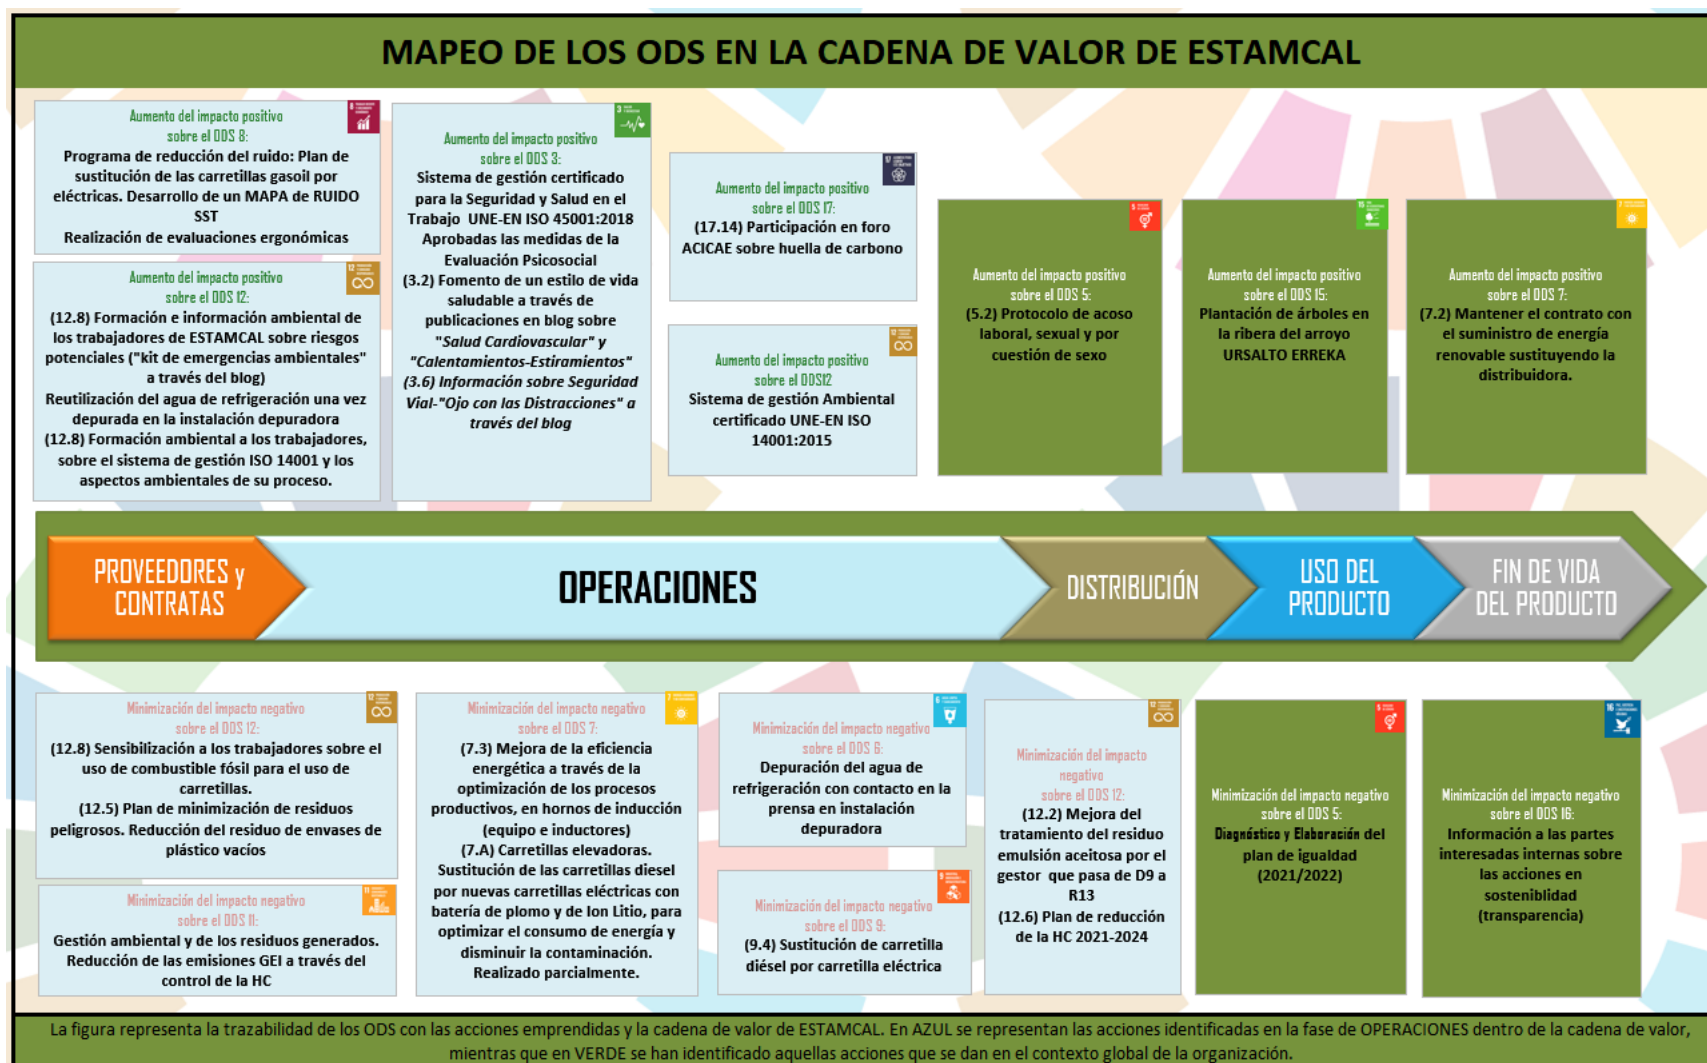 MAPEO DE LOS ODS EN LA CADENA DE VALOR DE ESTAMCAL
Aumento del impacto positivo
sobre el ODS 8:
Programa de reducción del ruido: Plan de
sustitución de las carretillas gasoil por
eléctricas. Desarrollo de un MAPA de RUIDO
SST
Realización de evaluaciones ergonómicas
Aumento del impacto positivo
sobre el ODS 12:
(12.8) Formación e información ambiental de
los trabajadores de ESTAMCAL sobre riesgos
potenciales ("kit de emergencias ambientales"
a través del blog)
Reutilización del agua de refrigeración una vez
depurada en la instalación depuradora
(12.8) Formación ambiental a los trabajadores,
sobre el sistema de gestión ISO 14001 y los
aspectos ambientales de su proceso.
Aumento del impacto positivo
sobre el ODS 3:
Sistema de gestión certificado
para la Seguridad y Salud en el
Trabajo UNE-EN ISO 45001:2018
Aprobadas las medidas de la
Evaluación Psicosocial
(3.2) Fomento de un estilo de vida
saludable a través de
publicaciones en blog sobre
"Salud Cardiovascular" y
"Calentamientos-Estiramientos"
(3.6) Información sobre Seguridad
Vial-"Ojo con las Distracciones" a
través del blog
Aumento del impacto positivo
sobre el ODS 17:
(17.14) Participación en foro
ACICAE sobre huella de carbono
Aumento del impacto positivo
sobre el ODS12
Sistema de gestión Ambiental
certificado UNE-EN ISO
14001:2015
Aumento del impacto positivo
sobre el ODS 5:
(5.2) Protocolo de acoso
laboral, sexual y por
cuestión de sexo
Aumento del impacto positivo
sobre el ODS 15:
Plantación de árboles en
la ribera del arroyo
URSALTO ERREKA
Aumento del impacto positivo
sobre el ODS 7:
(7.2) Mantener el contrato con
el suministro de energía
renovable sustituyendo la
distribuidora.
PROVEEDORES y
CONTRATAS
OPERACIONES
DISTRIBUCIÓN
USO DEL
PRODUCTO
FIN DE VIDA
DEL PRODUCTO
Minimización del impacto negativo
sobre el ODS 12:
(12.8) Sensibilización a los trabajadores sobre el
uso de combustible fósil para el uso de
carretillas.
(12.5) Plan de minimización de residuos
peligrosos. Reducción del residuo de envases de
plástico vacíos
Minimización del impacto negativo
sobre el ODS 11:
Gestión ambiental y de los residuos generados.
Reducción de las emisiones GEI a través del
control de la HC
Minimización del impacto negativo
sobre el ODS 7:
(7.3) Mejora de la eficiencia
energética a través de la
optimización de los procesos
productivos, en hornos de inducción
(equipo e inductores)
(7.A) Carretillas elevadoras.
Sustitución de las carretillas diesel
por nuevas carretillas eléctricas con
batería de plomo y de Ion Litio, para
optimizar el consumo de energía y
disminuir la contaminación.
Realizado parcialmente.
Minimización del impacto negativo
sobre el ODS 6:
Depuración del agua de
refrigeración con contacto en la
prensa en instalación
depuradora
Minimización del impacto negativo
sobre el ODS 9:
(9.4) Sustitución de carretilla
diésel por carretilla eléctrica
Minimización del impacto
negativo
sobre el ODS 12:
(12.2) Mejora del
tratamiento del residuo
emulsión aceitosa por el
gestor que pasa de D9 a
R13
(12.6) Plan de reducción
de la HC 2021-2024
Minimización del impacto negativo
sobre el ODS 5:
Diagnóstico y Elaboración del
plan de igualdad
(2021/2022)
Minimización del impacto negativo
sobre el ODS 16:
Información a las partes
interesadas internas sobre
las acciones en
sosteniblidad
(transparencia)
La figura representa la trazabilidad de los ODS con las acciones emprendidas y la cadena de valor de ESTAMCAL. En AZUL se representan las acciones identificadas en la fase de OPERACIONES dentro de la cadena de valor,
mientras que en VERDE se han identificado aquellas acciones que se dan en el contexto global de la organización.